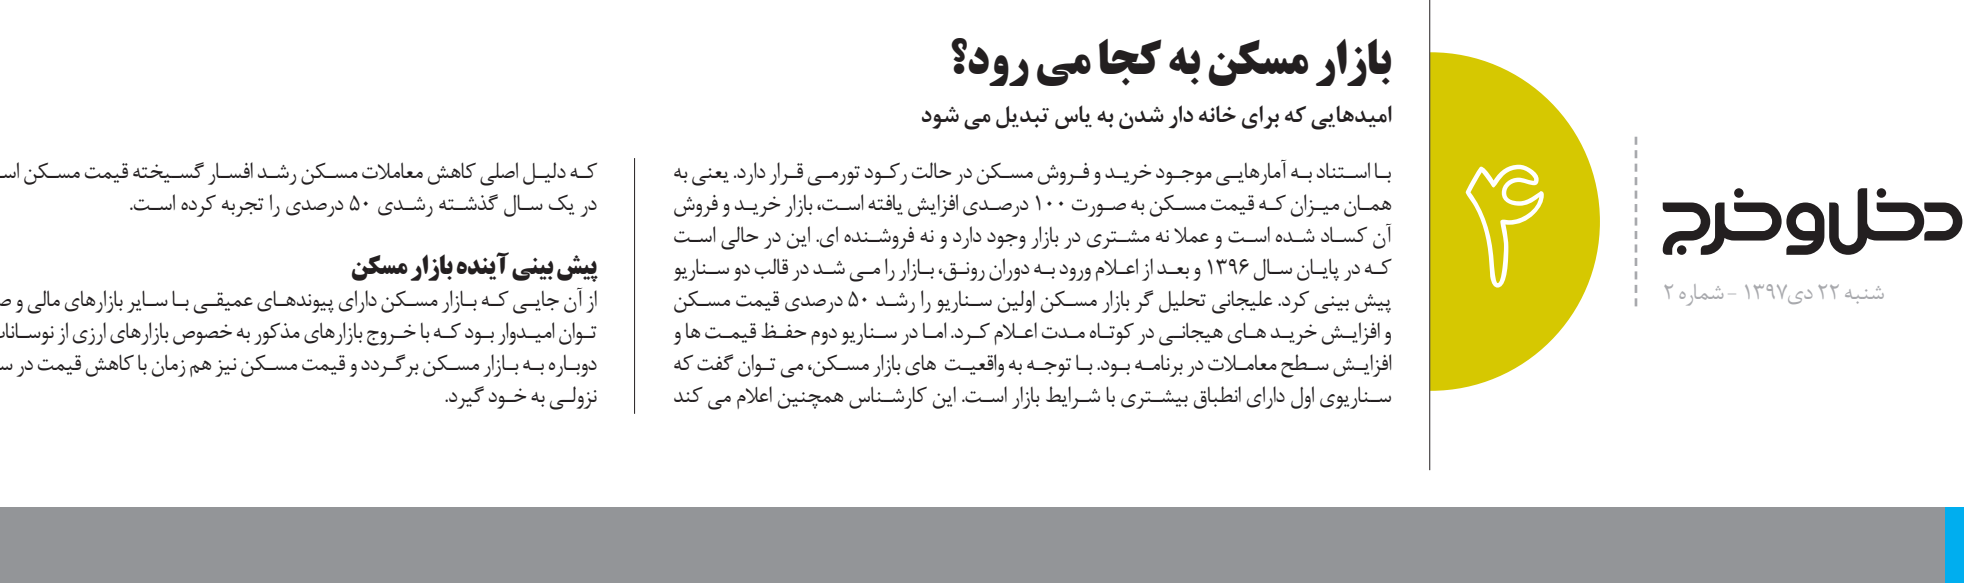 دخل و خرج
شنبه ۲۲ دی ۱۳۹۷ - شماره ۲
۴
بازار مسکن به کجا می رود؟
امیدهایی که برای خانه دار شدن به یاس تبدیل می شود
با استناد به آمارهایی موجود خرید و فروش مسکن در حالت رکود تورمی قرار دارد. یعنی به
همان میزان که قیمت مسکن به صورت ۱۰۰ درصدی افزایش یافته است، بازار خرید و فروش
آن کساد شده است و عملا نه مشتری در بازار وجود دارد و نه فروشنده ای. این در حالی است
که در پایان سال ۱۳۹۶ و بعد از اعلام ورود به دوران رونق، بازار را می شد در قالب دو سناریو
پیش بینی کرد. علیجانی تحلیل گر بازار مسکن اولین سناریو را رشد ۵۰ درصدی قیمت مسکن
و افزایش خرید های هیجانی در کوتاه مدت اعلام کرد. اما در سناریو دوم حفظ قیمت ها و
افزایش سطح معاملات در برنامه بود. با توجه به واقعیت های بازار مسکن، می توان گفت که
سناریوی اول دارای انطباق بیشتری با شرایط بازار است. این کارشناس همچنین اعلام می کند
که دلیل اصلی کاهش معاملات مسکن رشد افسار گسیخته قیمت مسکن
در یک سال گذشته رشدی ۵۰ درصدی را تجربه کرده است.
پیش بینی آینده بازار مسکن
از آن جایی که بازار مسکن دارای پیوندهای عمیقی با سایر بازارهای مالی و
توان امیدوار بود که با خروج بازارهای مذکور به خصوص بازارهای ارزی از
دوباره به بازار مسکن برگردد و قیمت مسکن نیز هم زمان با کاهش قیمت در
نزولی به خود گیرد.